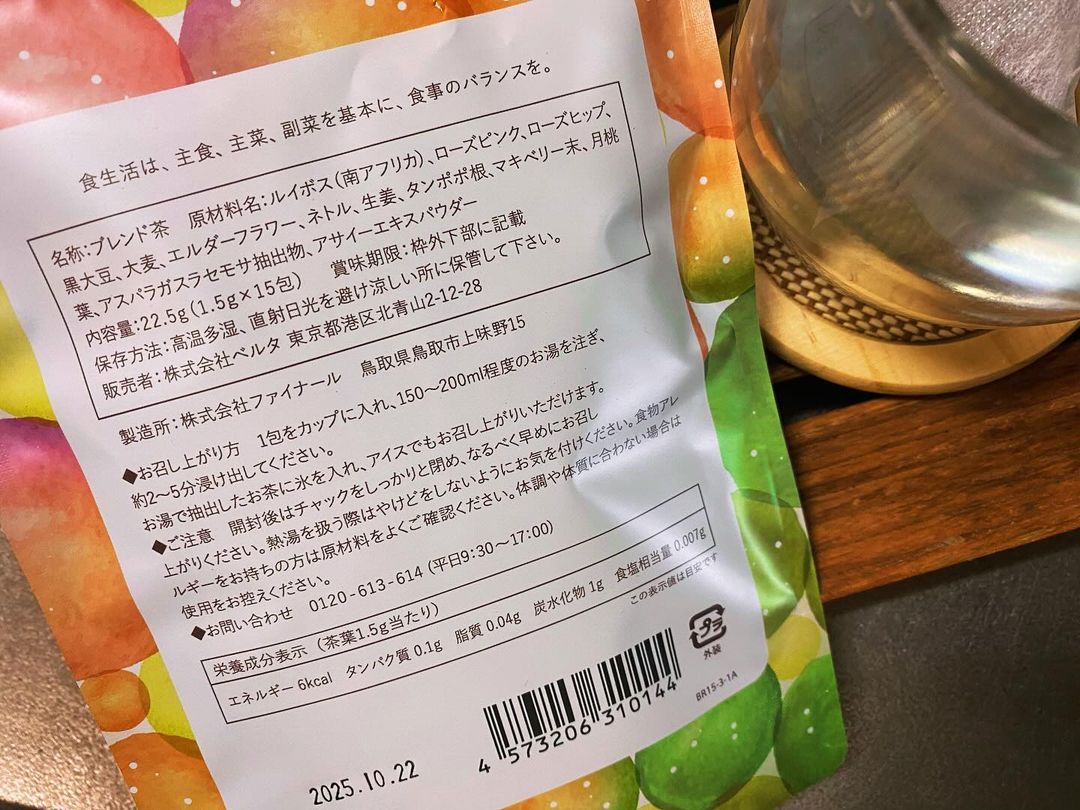 食生活は、主食、主菜、副菜を基本に、食事のバランスを。
名称:ブレンド茶　原材料名:ルイボス(南アフリカ)、ローズピンク、ローズヒップ、
黒大豆、大麦、エルダーフラワー、ネトル、生姜、タンポポ根、マキベリー末、月桃
葉、アスパラガスラセモサ抽出物、アサイーエキスパウダー
内容量:22.5g(1.5g×15包)　賞味期限:枠外下部に記載
保存方法:高温多湿、直射日光を避け涼しい所に保管して下さい。
販売者:株式会社ベルタ 東京都港区北青山2-12-28
製造所:株式会社ファイナール　鳥取県鳥取市上味野15
◆お召し上がり方　1包をカップに入れ、150〜200ml程度のお湯を注ぎ、
約2〜5分浸け出してください。
お湯で抽出したお茶に氷を入れ、アイスでもお召し上がりいただけます。
◆ご注意　開封後はチャックをしっかりと閉め、なるべく早めにお召し
上がりください。熱湯を扱う際はやけどをしないようにお気を付けください。食物アレ
ルギーをお持ちの方は原材料をよくご確認ください。体調や体質に合わない場合は
使用をお控えください。
◆お問い合わせ　0120-613-614 (平日9:30〜17:00)
栄養成分表示（茶葉1.5g当たり）
エネルギー 6kcal　タンパク質 0.1g　脂質 0.04g　炭水化物 1g　食塩相当量 0.007g
この表示値は目安です
プラ
外装
BR15-3-1A
4 573206 310144
2025.10.22